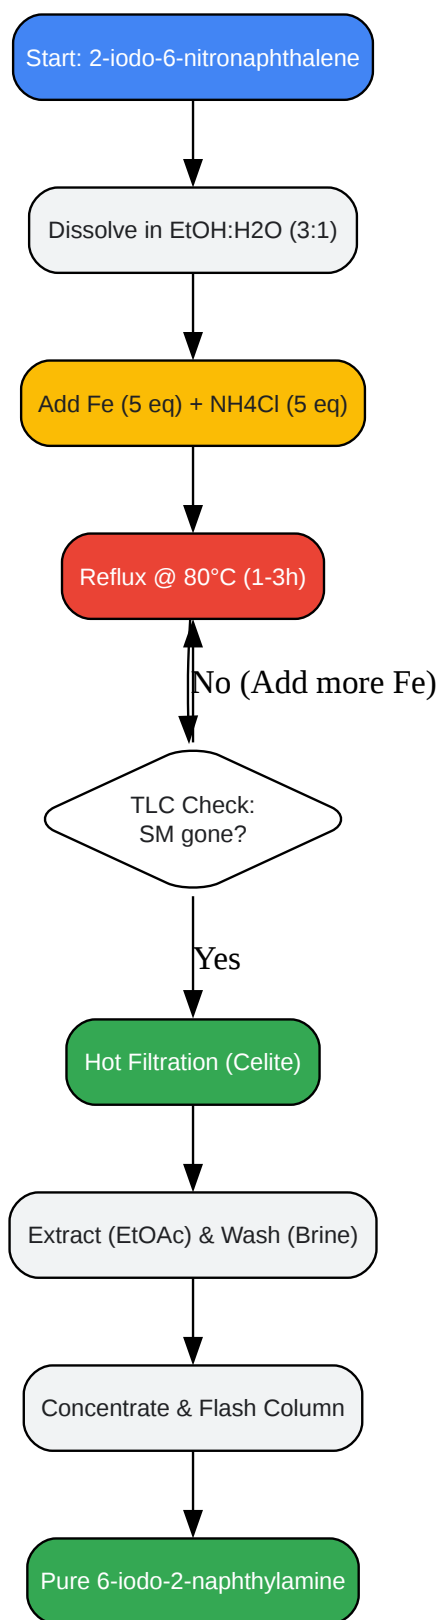 Start: 2-iodo-6-nitronaphthalene
Dissolve in EtOH:H2O (3:1)
Add Fe (5 eq) + NH4Cl (5 eq)
Reflux @ 80°C (1-3h)
No (Add more Fe)
TLC Check:
SM gone?
Yes
Hot Filtration (Celite)
Extract (EtOAc) & Wash (Brine)
Concentrate & Flash Column
Pure 6-iodo-2-naphthylamine